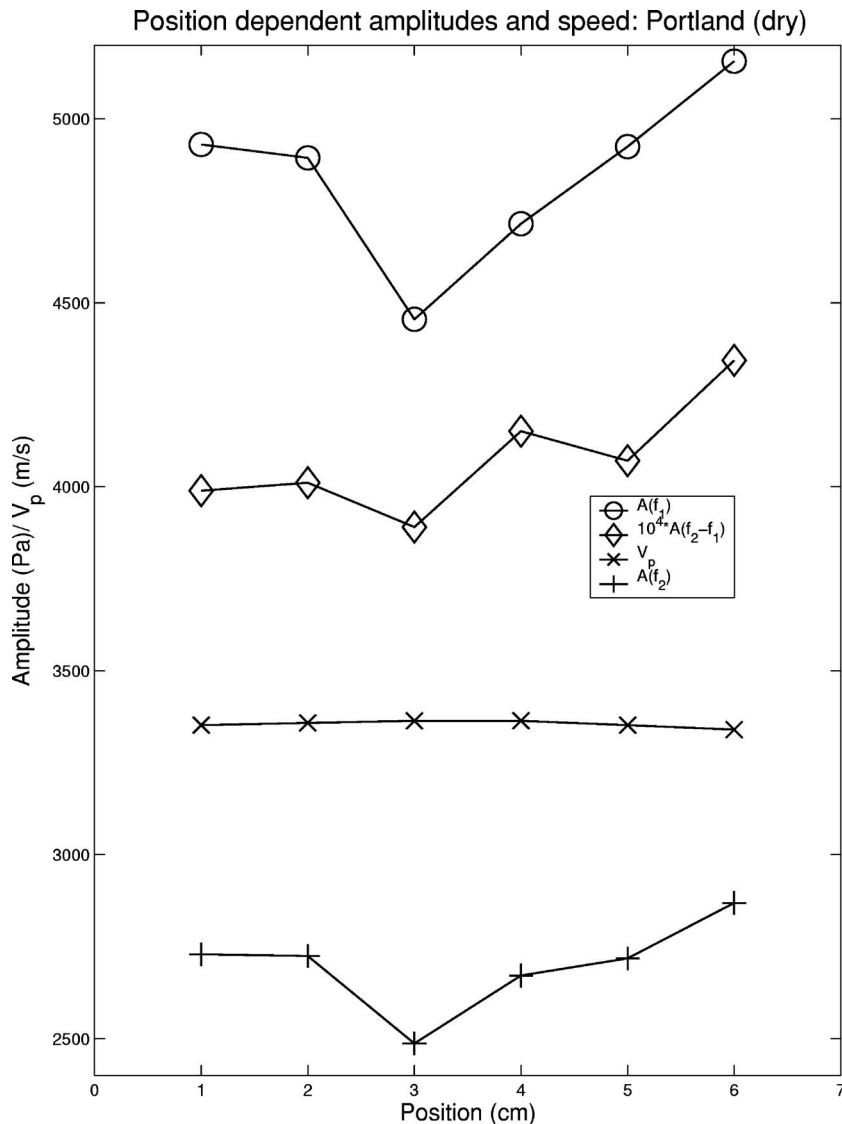 Position dependent amplitudes and speed: Portland (dry)
Amplitude (Pa)/ V_p (m/s)
5000
4500
4000
3500
3000
2500
A(f_1)
10^4*A(f_2−f_1)
V_p
A(f_2)
0 1 2 3 4 5 6 7
Position (cm)